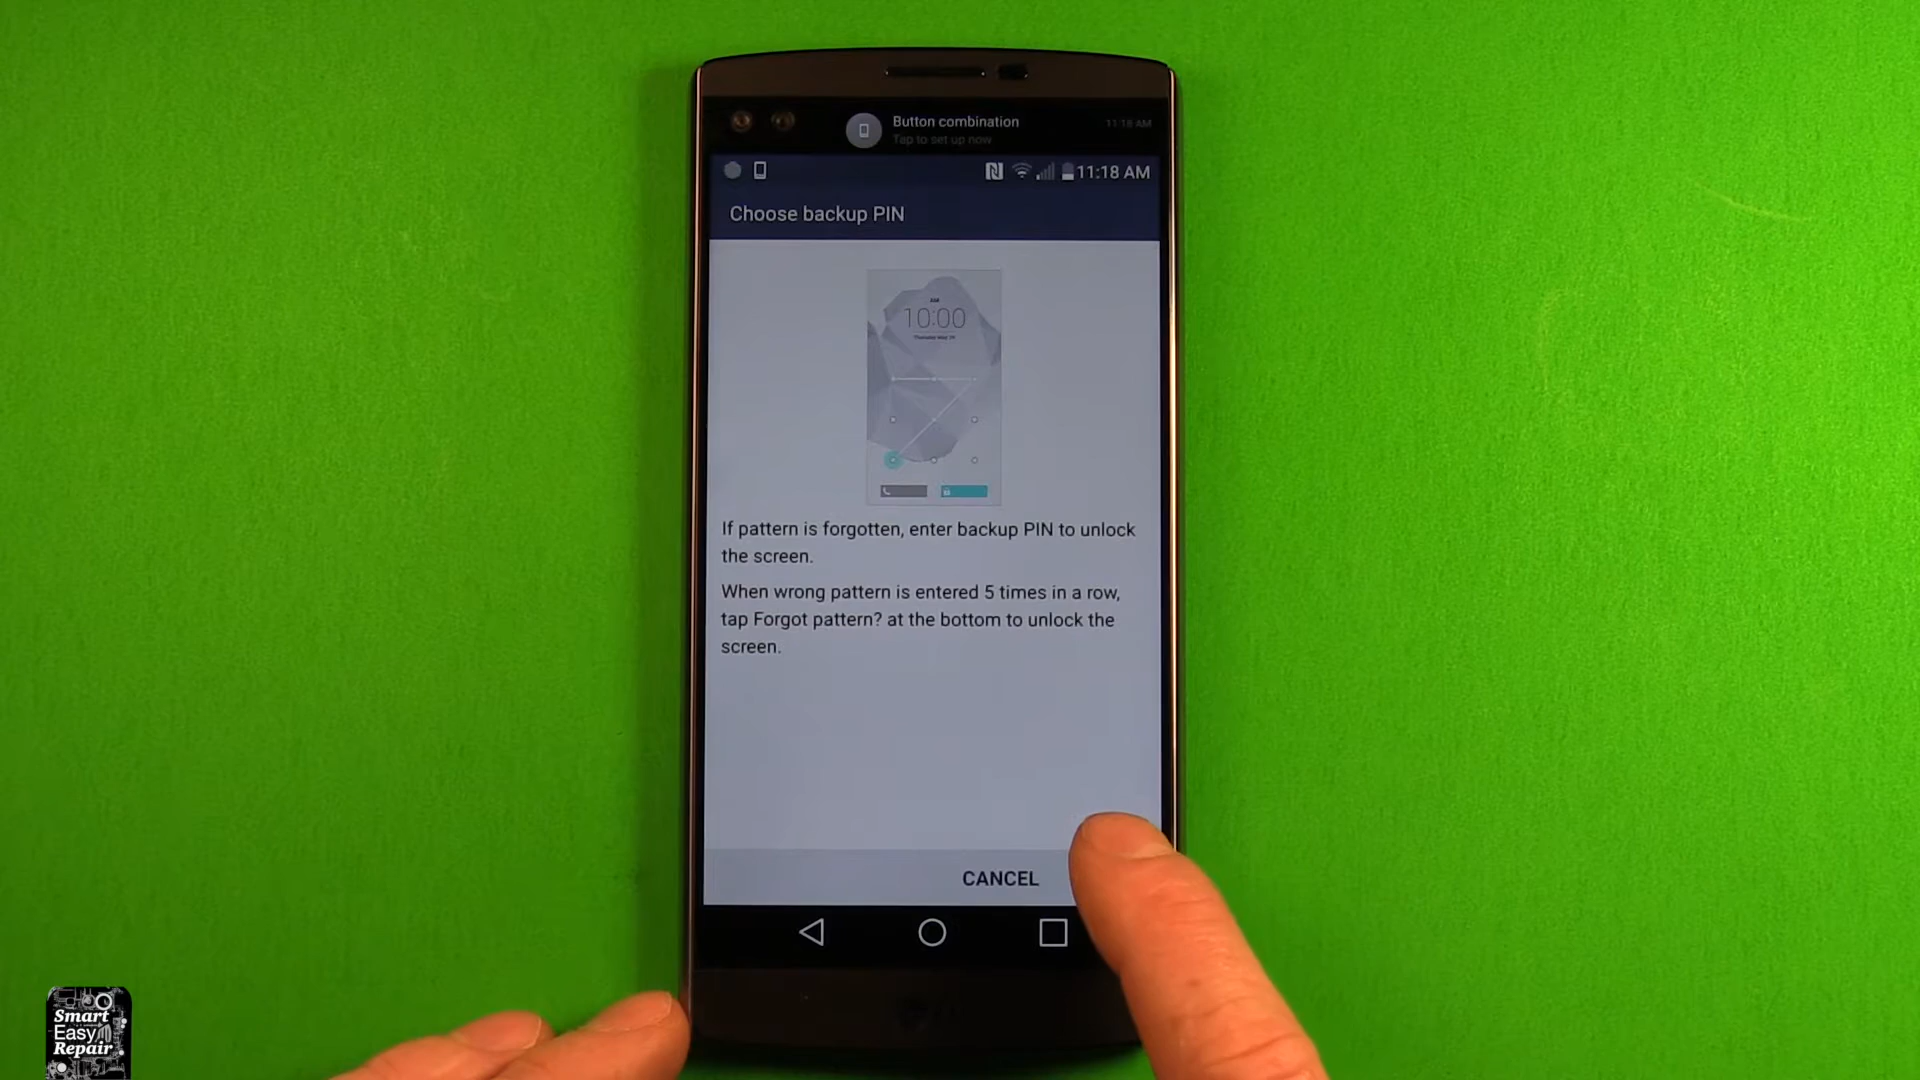 Button combination
Tap to set up now
11:18 AM
11:18 AM
Choose backup PIN
AM
10:00
If pattern is forgotten, enter backup PIN to unlock
the screen.
When wrong pattern is entered 5 times in a row,
tap Forgot pattern? at the bottom to unlock the
screen.
CANCEL
Smart
Easy
Repair